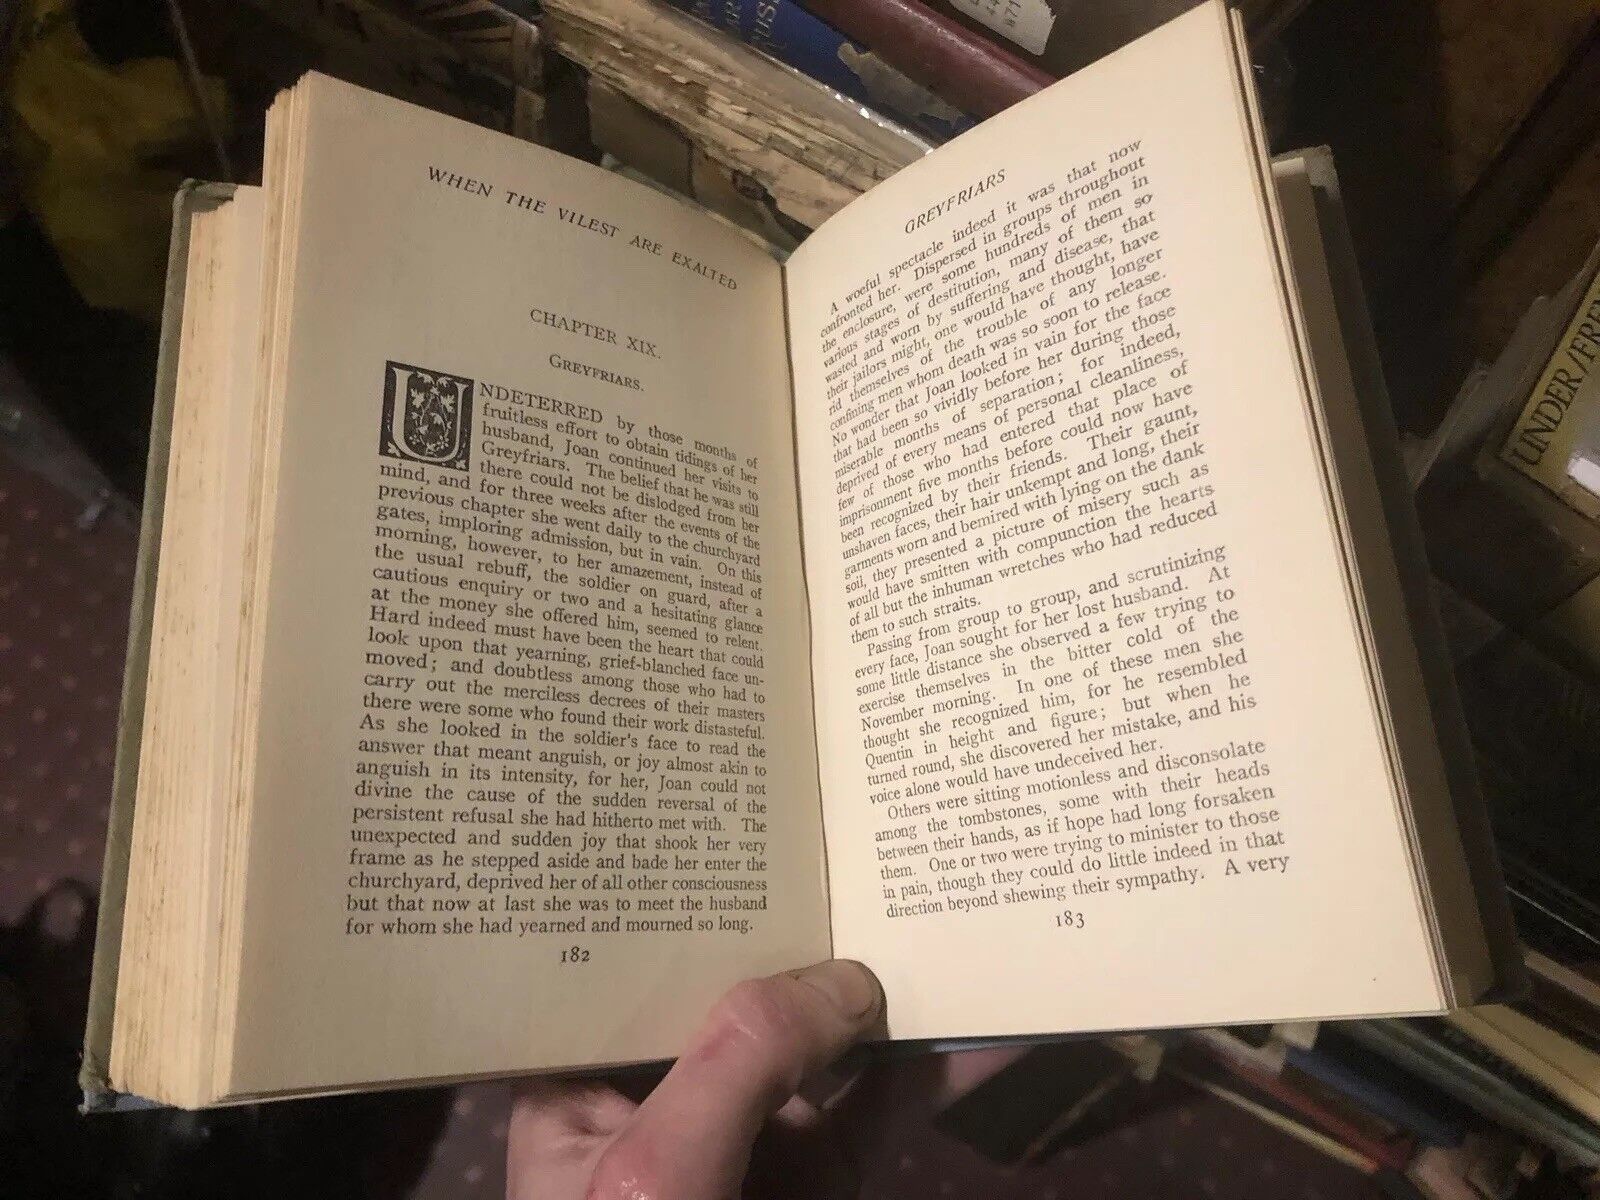 WHEN THE VILEST ARE EXALTED
CHAPTER XIX.
GREYFRIARS.
UNDETERRED by those months of
fruitless effort to obtain tidings of her
husband, Joan continued her visits to
Greyfriars. The belief that he was still
there could not be dislodged from her
mind, and for three weeks after the events of the
previous chapter she went daily to the churchyard
gates, imploring admission, but in vain. On this
morning, however, to her amazement, instead of
the usual rebuff, the soldier on guard, after a
cautious enquiry or two and a hesitating glance
at the money she offered him, seemed to relent.
Hard indeed must have been the heart that could
look upon that yearning, grief-blanched face un-
moved; and doubtless among those who had to
carry out the merciless decrees of their masters
there were some who found their work distasteful.
As she looked in the soldier's face to read the
answer that meant anguish, or joy almost akin to
anguish in its intensity, for her, Joan could not
divine the cause of the sudden reversal of the
persistent refusal she had hitherto met with. The
unexpected and sudden joy that shook her very
frame as he stepped aside and bade her enter the
churchyard, deprived her of all other consciousness
but that now at last she was to meet the husband
for whom she had yearned and mourned so long.
182
GREYFRIARS
A woeful spectacle indeed it was that now
confronted her. Dispersed in groups throughout
the enclosure, were some hundreds of men in
various stages of destitution, many of them so
wasted and worn by suffering and disease, that
their jailors might, one would have thought, have
rid themselves of the trouble of any longer
confining men whom death was so soon to release.
No wonder that Joan looked in vain for the face
that had been so vividly before her during those
miserable months of separation; for indeed,
deprived of every means of personal cleanliness,
few of those who had entered that place of
imprisonment five months before could now have
been recognized by their friends. Their gaunt,
unshaven faces, their hair unkempt and long, their
garments worn and bemired with lying on the dank
soil, they presented a picture of misery such as
would have smitten with compunction the hearts
of all but the inhuman wretches who had reduced
them to such straits.
Passing from group to group, and scrutinizing
every face, Joan sought for her lost husband. At
some little distance she observed a few trying to
exercise themselves in the bitter cold of the
November morning. In one of these men she
thought she recognized him, for he resembled
Quentin in height and figure; but when he
turned round, she discovered her mistake, and his
voice alone would have undeceived her.
Others were sitting motionless and disconsolate
among the tombstones, some with their heads
between their hands, as if hope had long forsaken
them. One or two were trying to minister to those
in pain, though they could do little indeed in that
direction beyond shewing their sympathy. A very
183